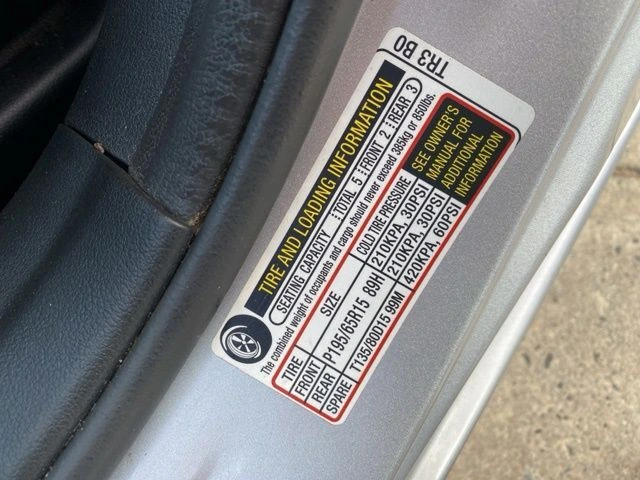 TR3 B0
TIRE AND LOADING INFORMATION
SEATING CAPACITY TOTAL 5 FRONT 2 REAR 3
The combined weight of occupants and cargo should never exceed 385kg or 850lbs.
TIRE SIZE COLD TIRE PRESSURE
FRONT P195/65R15 89H 210KPA, 30PSI
REAR 210KPA, 30PSI
SPARE T135/80D15 99M 420KPA, 60PSI
SEE OWNER'S
MANUAL FOR
ADDITIONAL
INFORMATION